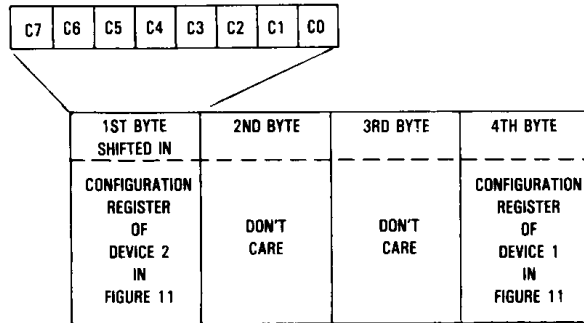 C7 C6 C5 C4 C3 C2 C1 C0
1ST BYTE SHIFTED IN
2ND BYTE
3RD BYTE
4TH BYTE
CONFIGURATION
REGISTER
OF
DEVICE 2
IN
FIGURE 11
DON'T
CARE
DON'T
CARE
CONFIGURATION
REGISTER
OF
DEVICE 1
IN
FIGURE 11